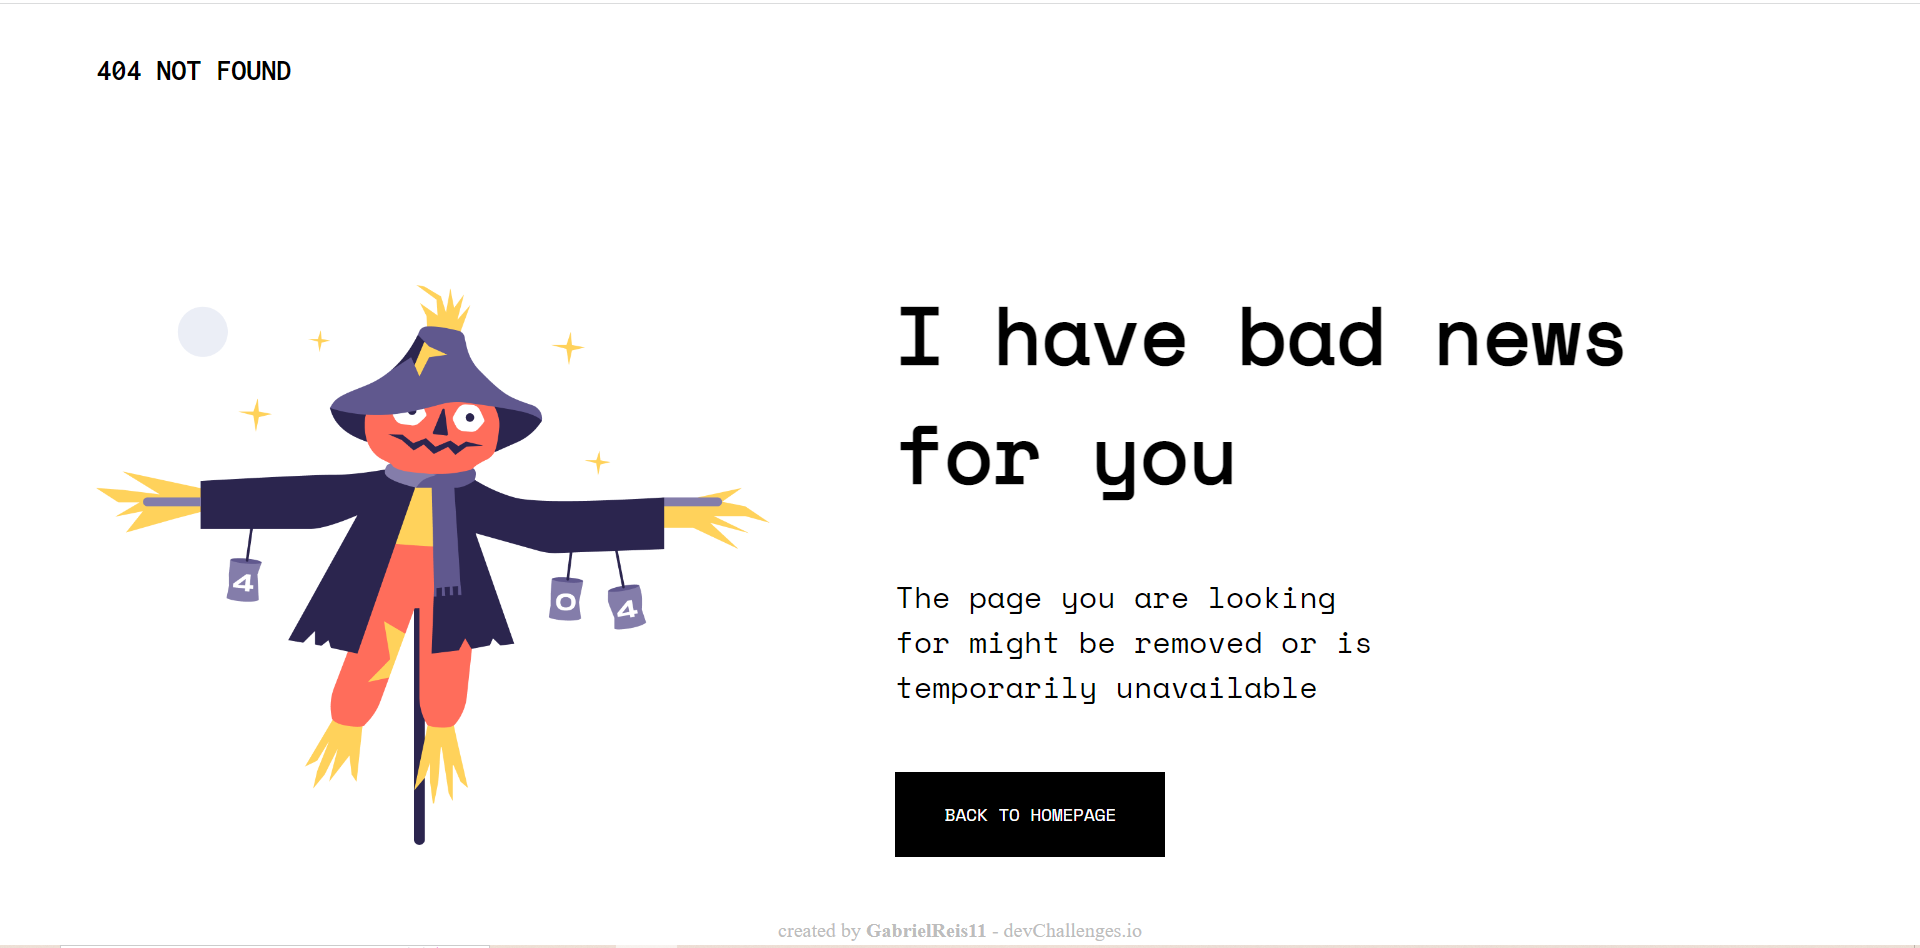 404 NOT FOUND
I have bad news
for you
4
0
4
The page you are looking
for might be removed or is
temporarily unavailable
BACK TO HOMEPAGE
created by GabrielReis11 - devChallenges.io